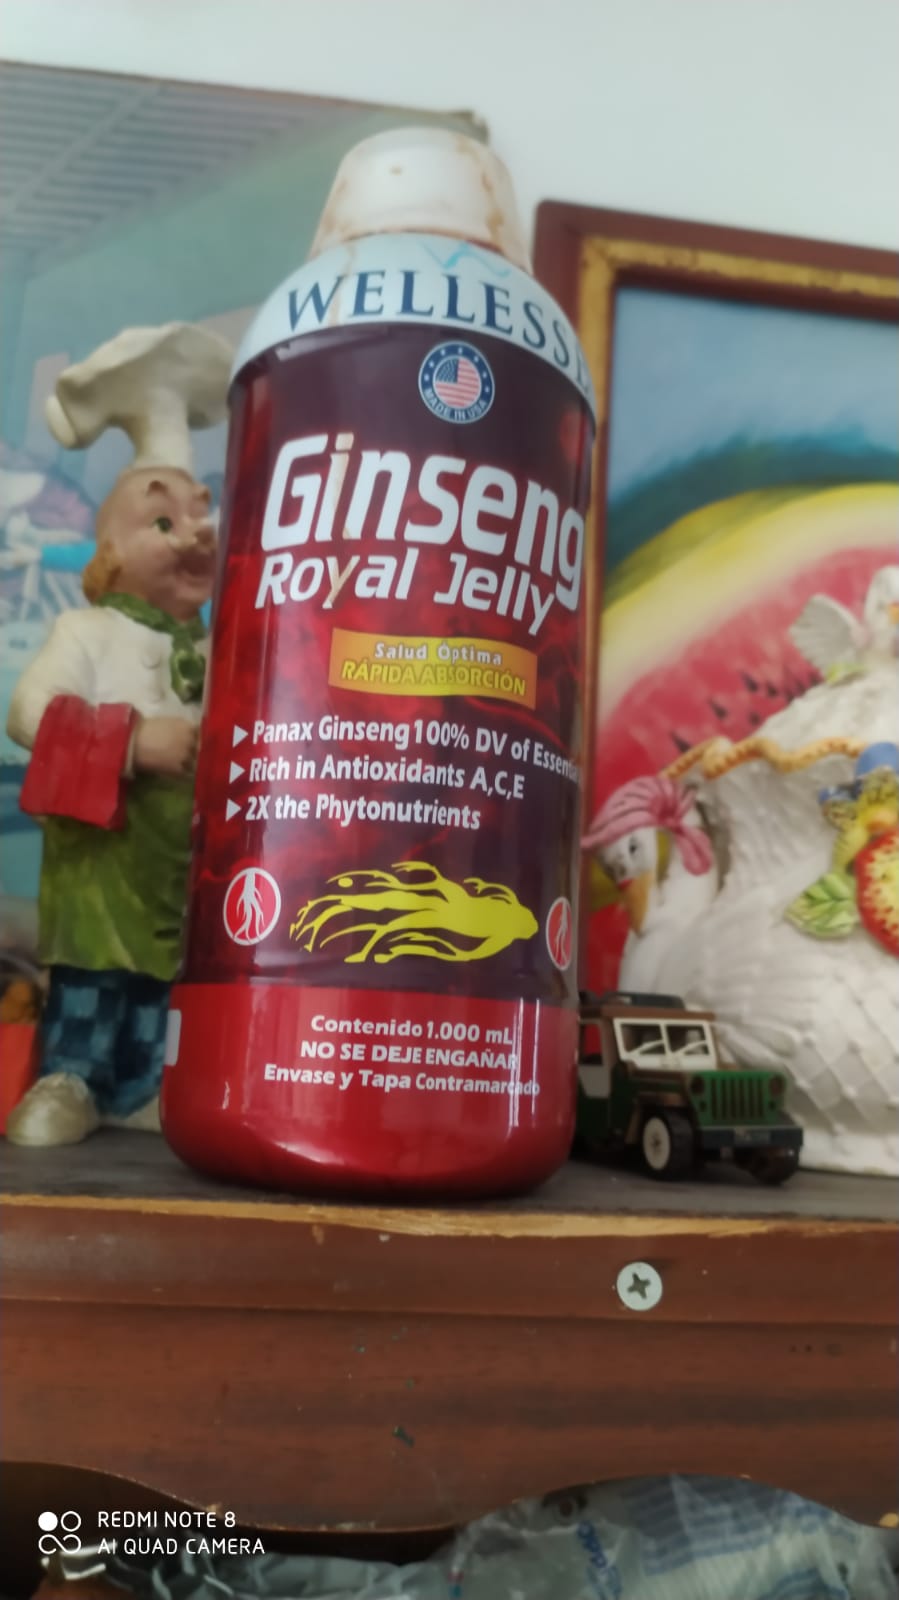 WELLESS
MADE IN USA
Ginseng
Royal Jelly
Salud Óptima
RÁPIDA ABSORCIÓN
Panax Ginseng 100% DV of
Rich in Antioxidants A,C,E
2X the Phytonutrients
Contenido 1.000 mL
NO SE DEJE ENGAÑAR
Envase y Tapa Contramarcado
REDMI NOTE 8
AI QUAD CAMERA